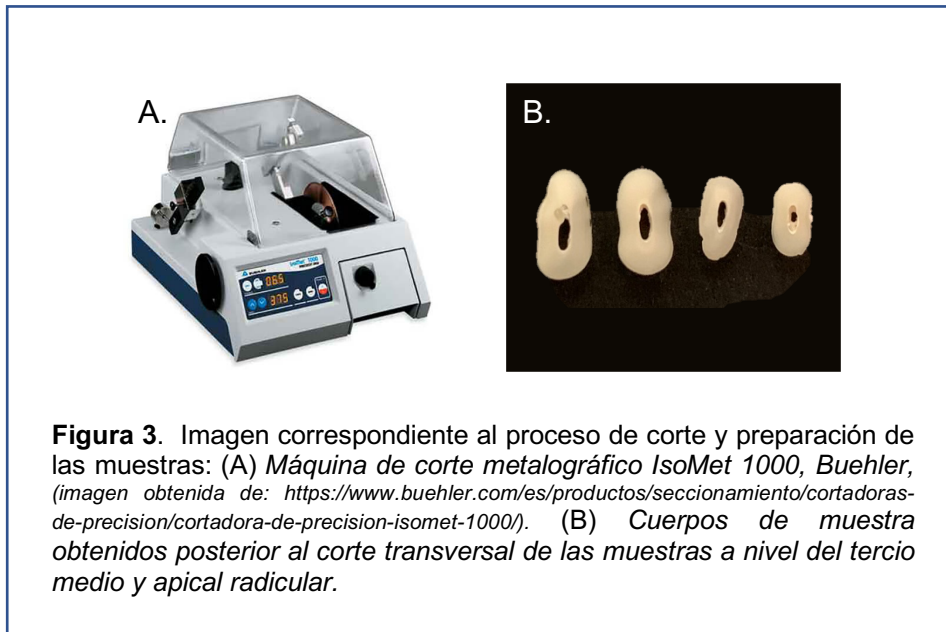 A.
B.
BUEHLER
IsoMet 1000
065
375
Figura 3. Imagen correspondiente al proceso de corte y preparación de
las muestras: (A) Máquina de corte metalográfico IsoMet 1000, Buehler,
(imagen obtenida de: https://www.buehler.com/es/productos/seccionamiento/cortadoras-
de-precision/cortadora-de-precision-isomet-1000/). (B) Cuerpos de muestra
obtenidos posterior al corte transversal de las muestras a nivel del tercio
medio y apical radicular.